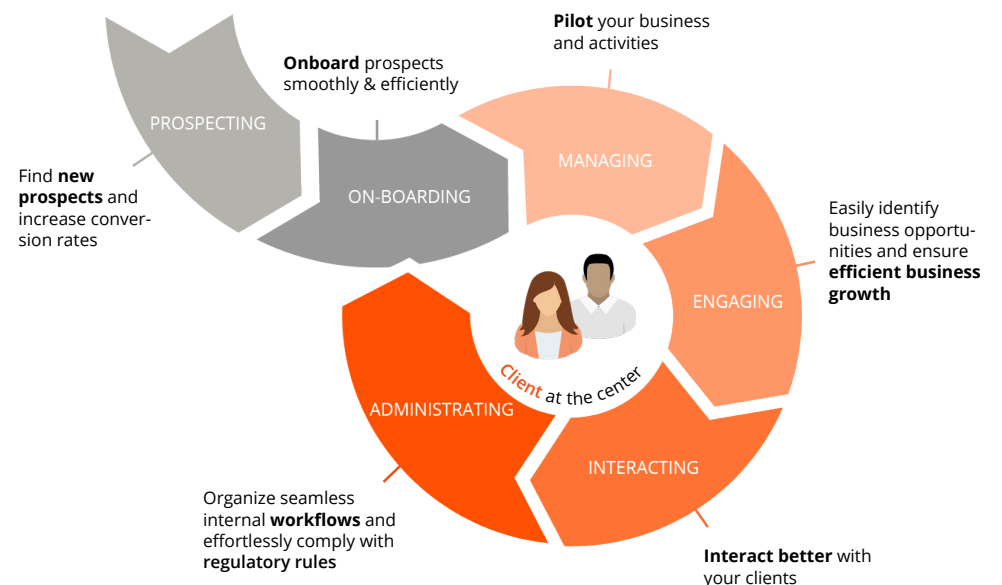 PROSPECTING
Find new
prospects and
increase conver-
sion rates
Onboard prospects
smoothly & efficiently
ON-BOARDING
Pilot your business
and activities
MANAGING
Easily identify
business opportu-
nities and ensure
efficient business
growth
ENGAGING
Client at the center
INTERACTING
Interact better with
your clients
ADMINISTRATING
Organize seamless
internal workflows and
effortlessly comply with
regulatory rules